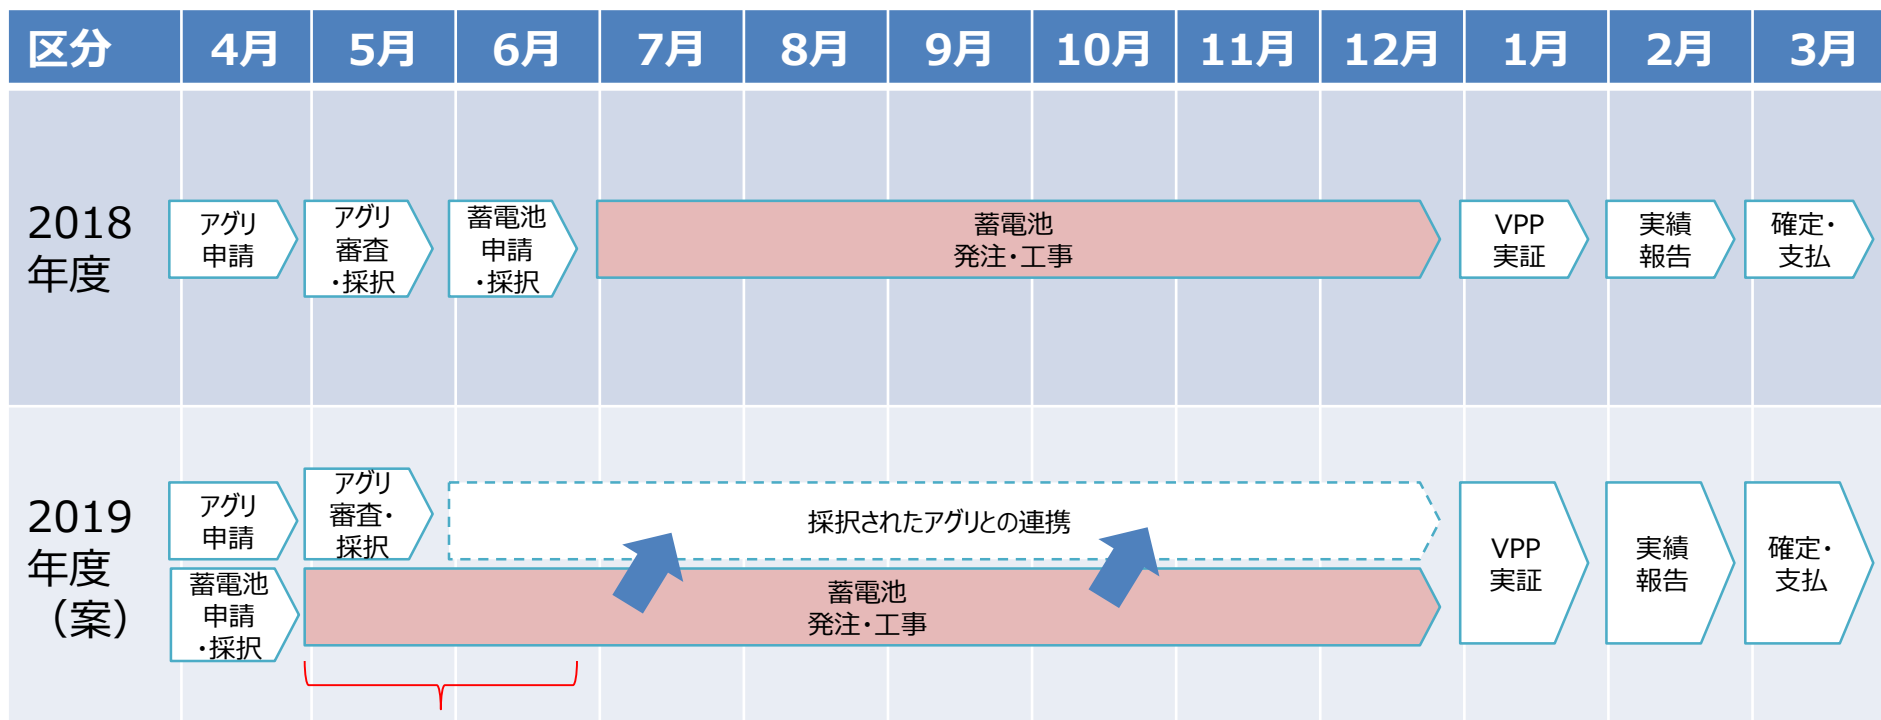 区分
4月
5月
6月
7月
8月
9月
10月
11月
12月
1月
2月
3月
2018
年度
アグリ
申請
アグリ
審査
・採択
蓄電池
申請
・採択
蓄電池
発注・工事
VPP
実証
実績
報告
確定・
支払
2019
年度
（案）
アグリ
申請
アグリ
審査・
採択
採択されたアグリとの連携
蓄電池
申請
・採択
蓄電池
発注・工事
VPP
実証
実績
報告
確定・
支払